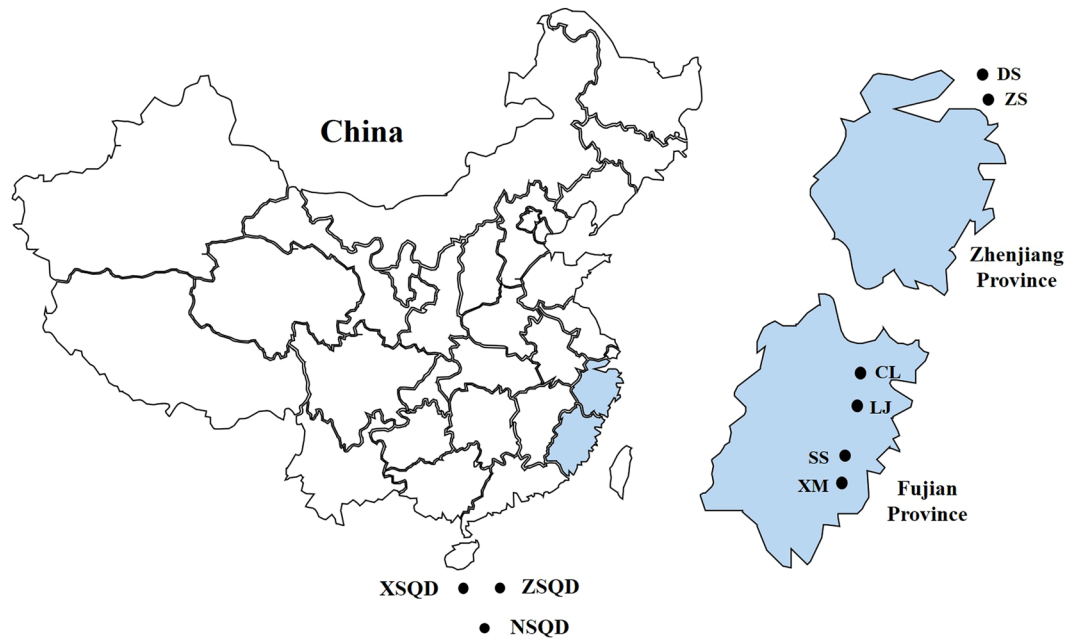 China
DS
ZS
Zhenjiang
Province
CL
LJ
SS
XM
Fujian
Province
XSQD
ZSQD
NSQD